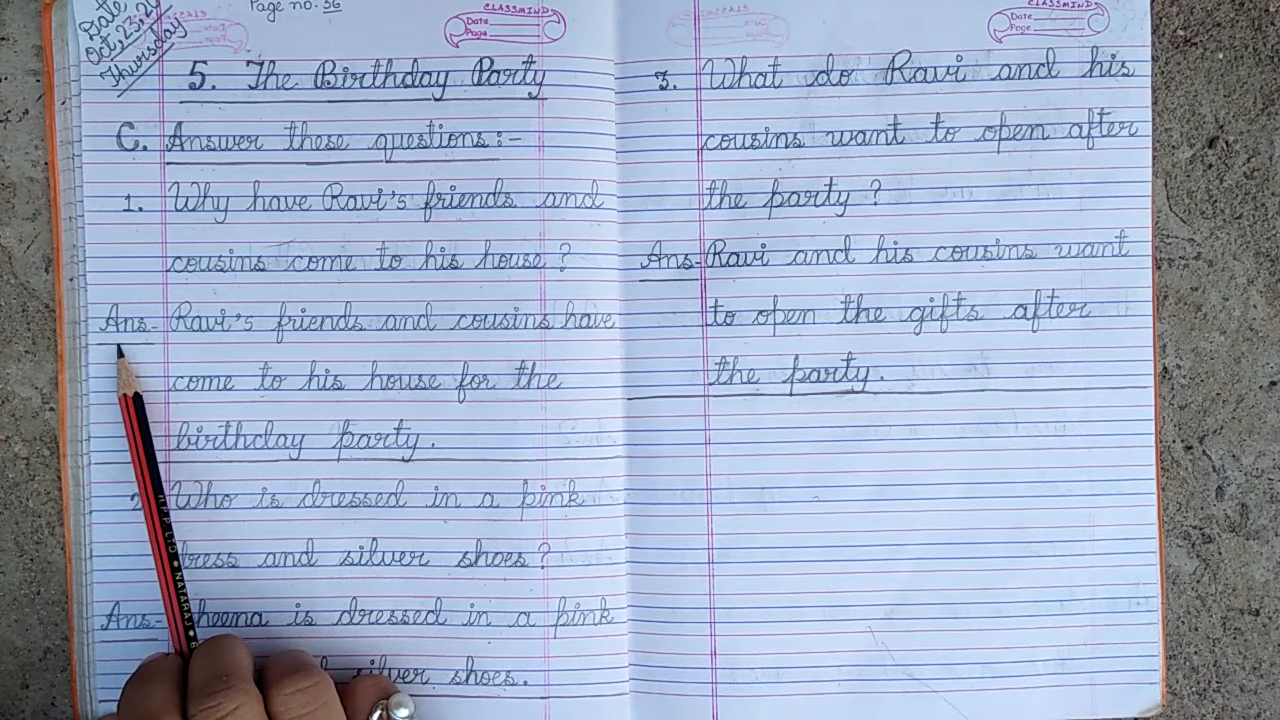 Date
Oct, 23, 2
Thursday
Page no. 56
CLASSMIND
Date
Page
5. The Birthday Party
C. Answer these questions:-
1. Why have Ravi's friends and
cousins come to his house?
Ans- Ravi's friends and cousins have
come to his house for the
birthday party.
Who is dressed in a pink
dress and silver shoes?
Ans- heena is dressed in a pink
silver shoes.
H.P.P. LTD NATARAJ 6
CLASSMIND
Date
Page
3. What do Ravi and his
cousins want to open after
the party?
Ans- Ravi and his cousins want
to open the gifts after
the party.